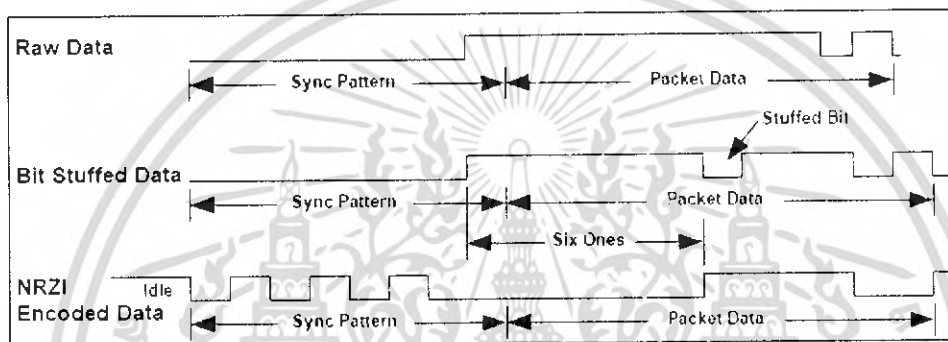 Raw Data
Sync Pattern
Packet Data
Stuffed Bit
Bit Stuffed Data
Sync Pattern
Packet Data
Six Ones
NRZI
Encoded Data
Idle
Sync Pattern
Packet Data